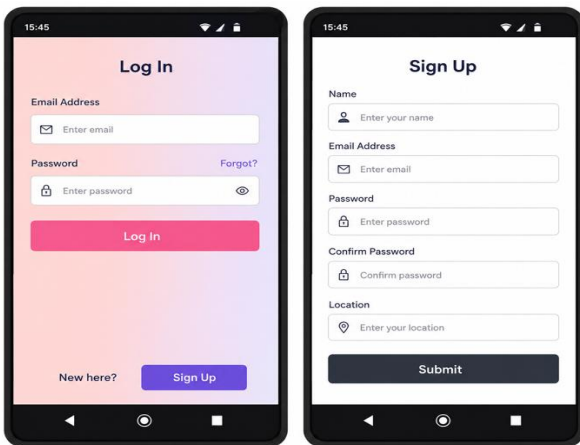 15:45
Log In
Email Address
Enter email
Password Forgot?
Enter password
Log In
New here? Sign Up
15:45
Sign Up
Name
Enter your name
Email Address
Enter email
Password
Enter password
Confirm Password
Confirm password
Location
Enter your location
Submit